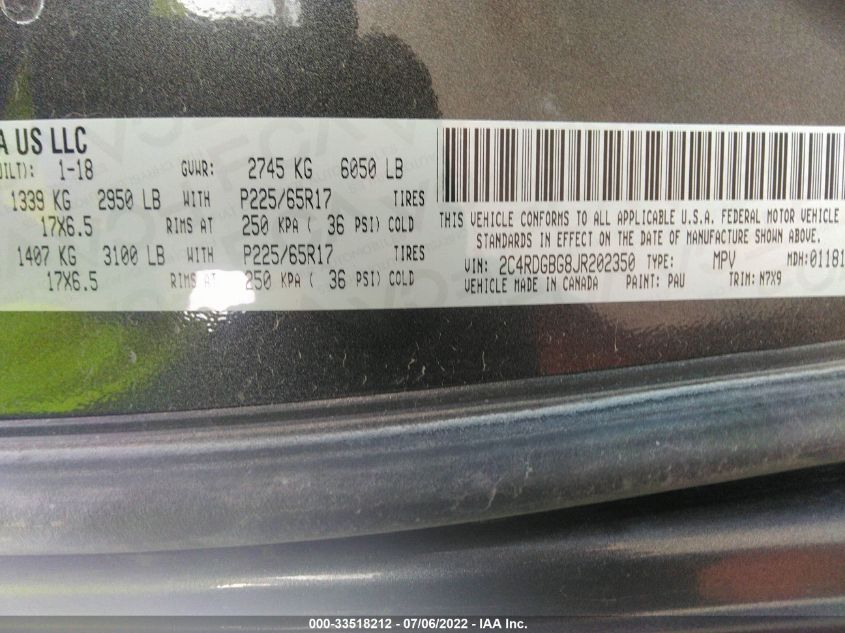 A US LLC
UILT): 1-18 GVWR: 2745 KG 6050 LB
1339 KG 2950 LB WITH P225/65R17 TIRES
17X6.5 RIMS AT 250 KPA ( 36 PSI) COLD
1407 KG 3100 LB WITH P225/65R17 TIRES
17X6.5 RIMS AT 250 KPA ( 36 PSI) COLD
THIS VEHICLE CONFORMS TO ALL APPLICABLE U.S.A. FEDERAL MOTOR VEHICLE
STANDARDS IN EFFECT ON THE DATE OF MANUFACTURE SHOWN ABOVE.
VIN: 2C4RDGBG8JR202350 TYPE: MPV MDH:01181
VEHICLE MADE IN CANADA PAINT: PAU TRIM: N7X9
000-33518212 - 07/06/2022 - IAA Inc.